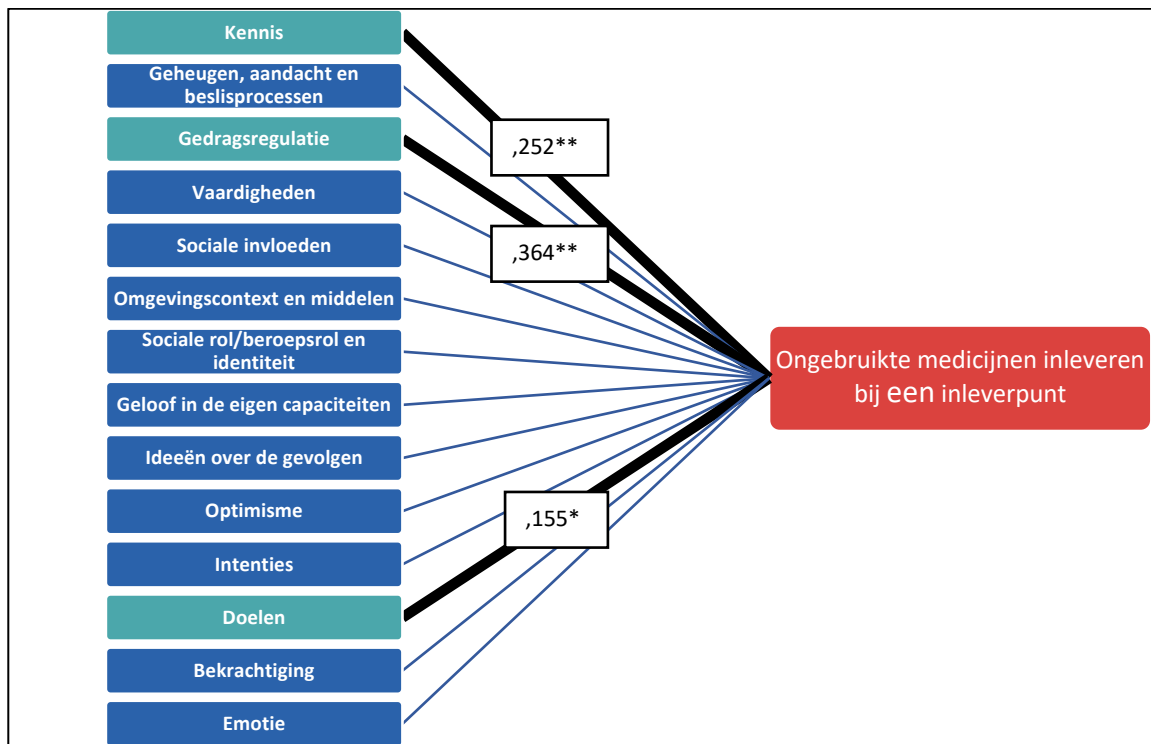 Kennis
Geheugen, aandacht en
beslisprocessen
Gedragsregulatie
Vaardigheden
Sociale invloeden
Omgevingscontext en middelen
Sociale rol/beroepsrol en
identiteit
Geloof in de eigen capaciteiten
Ideeën over de gevolgen
Optimisme
Intenties
Doelen
Bekrachtiging
Emotie
,252**
,364**
,155*
Ongebruikte medicijnen inleveren
bij een inleverpunt